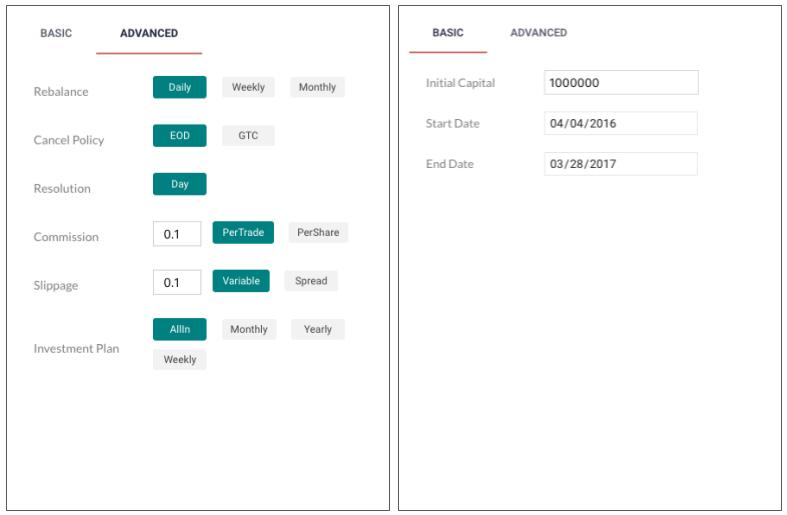 BASIC ADVANCED
Rebalance Daily Weekly Monthly
Cancel Policy EOD GTC
Resolution Day
Commission 0.1 PerTrade PerShare
Slippage 0.1 Variable Spread
Investment Plan AllIn Monthly Yearly
Weekly
BASIC ADVANCED
Initial Capital 1000000
Start Date 04/04/2016
End Date 03/28/2017